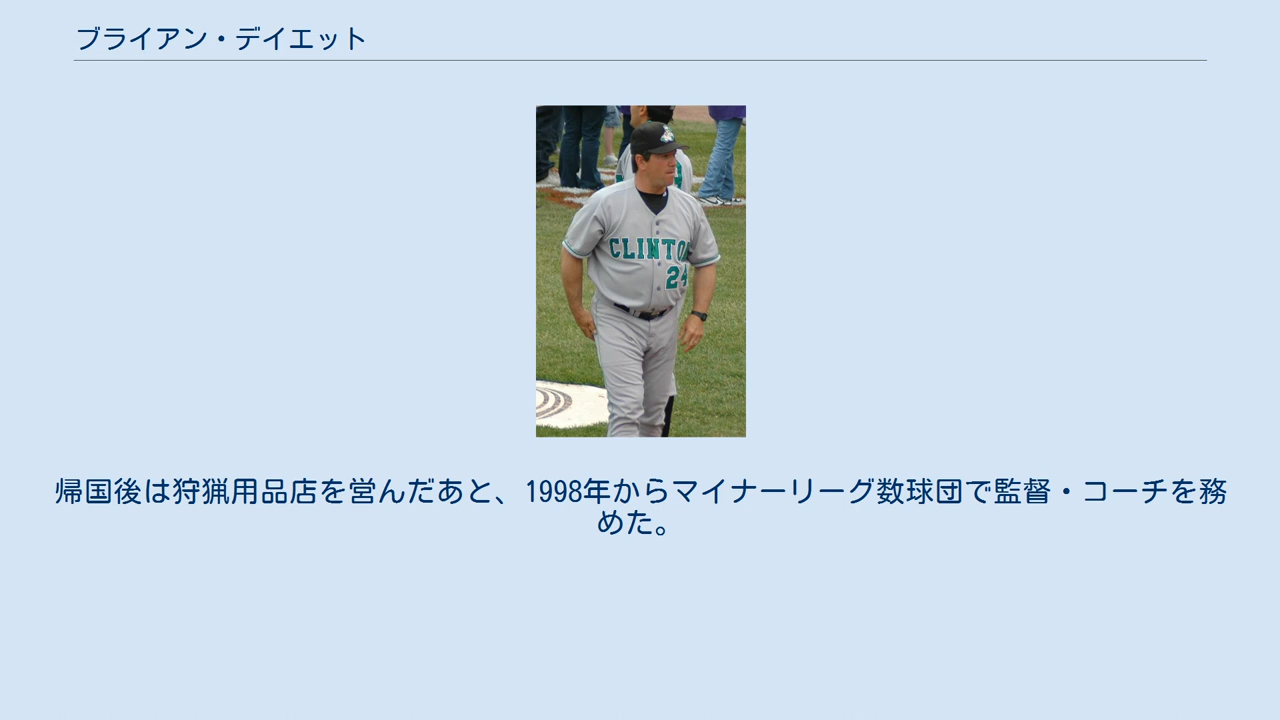 ブライアン・デイエット
CLINTON
24
帰国後は狩猟用品店を営んだあと、1998年からマイナーリーグ数球団で監督・コーチを務
めた。